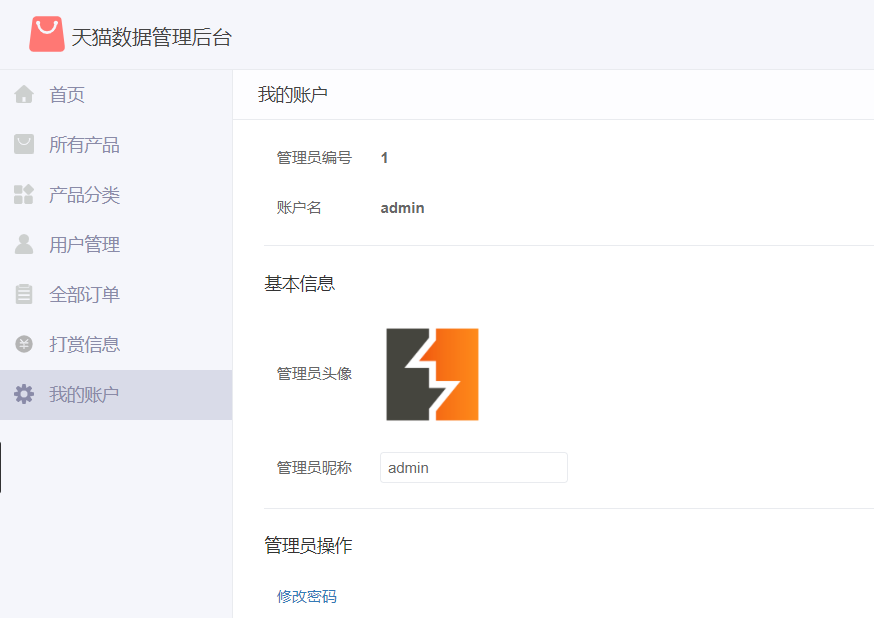 天猫数据管理后台
首页
所有产品
产品分类
用户管理
全部订单
打赏信息
我的账户
我的账户
管理员编号 1
账户名 admin
基本信息
管理员头像
管理员昵称 admin
管理员操作
修改密码